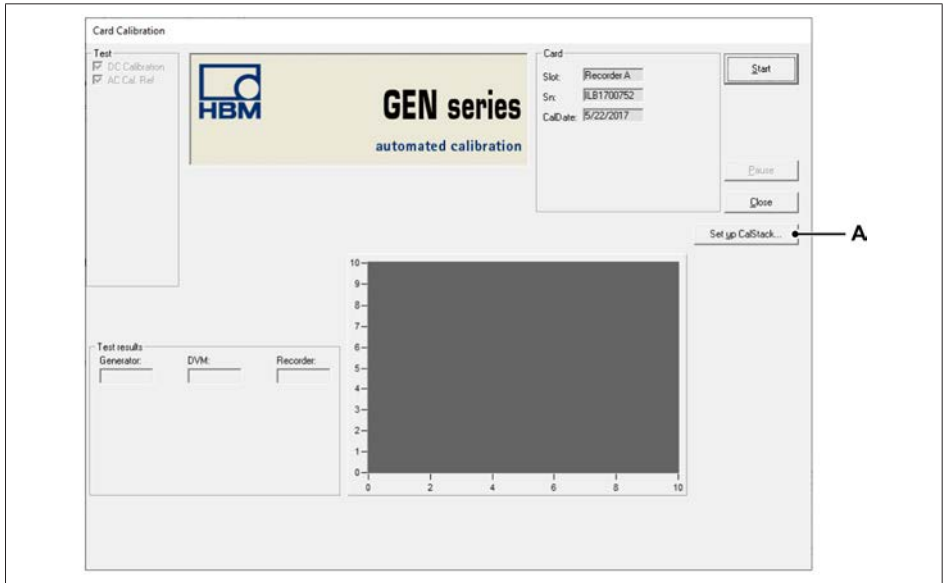 Card Calibration
Test
DC Calibration
AC Cal. Ref
HBM
GEN series
automated calibration
Card
Slot: Recorder A
Sn: ILB1700752
CalDate: 5/22/2017
Start
Pause
Close
Set up CalStack...
A
Test results
Generator: DVM: Recorder:
10
9
8
7
6
5
4
3
2
1
0
0 2 4 6 8 10